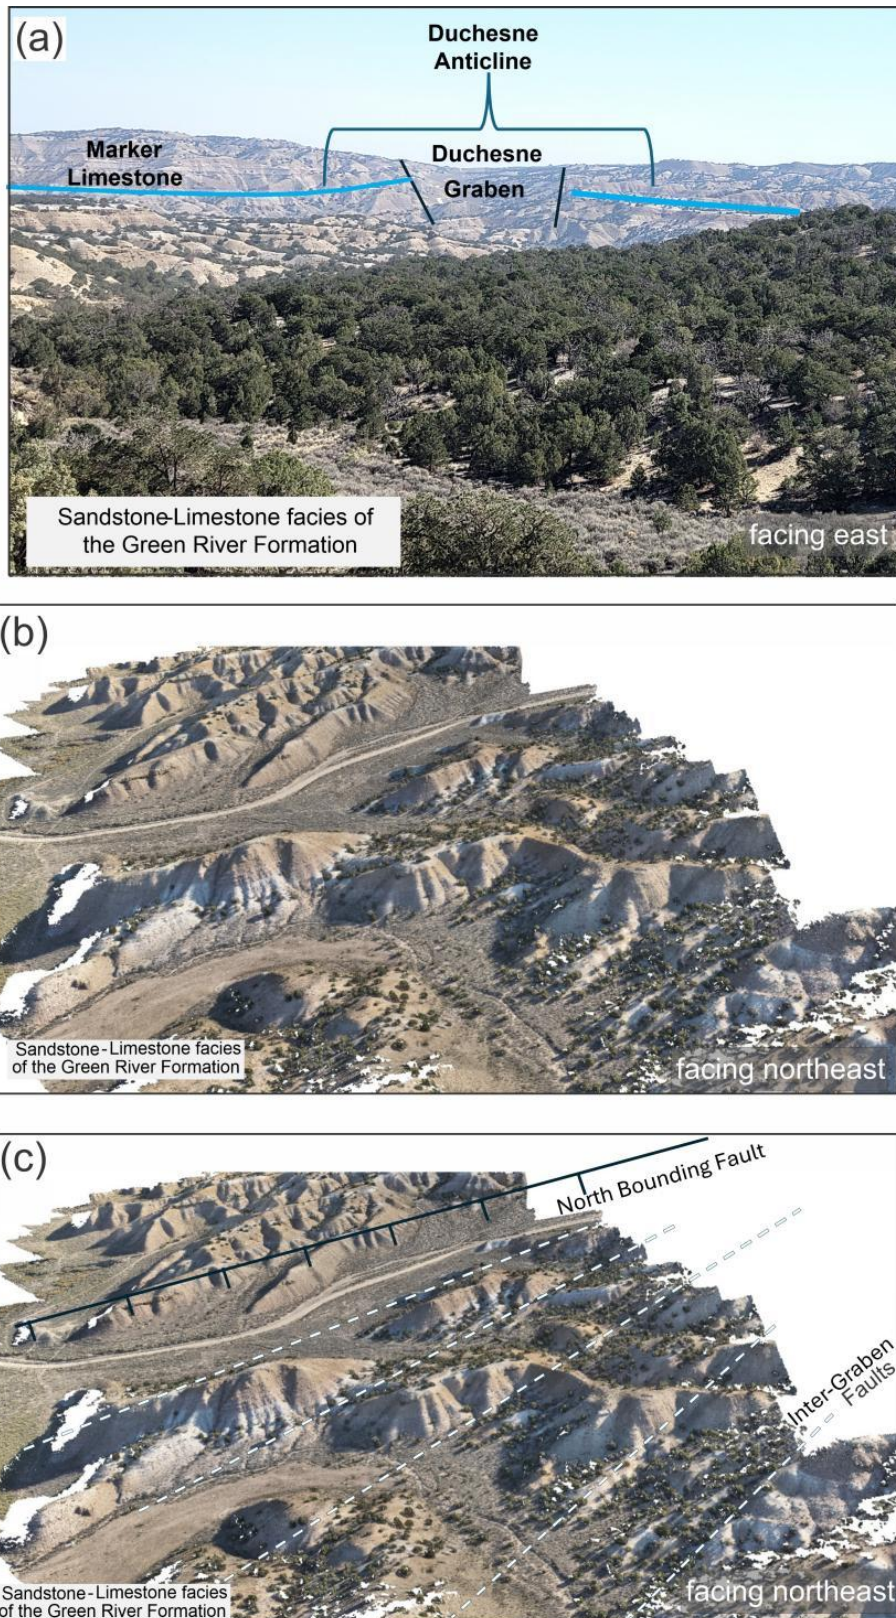 (a)
Duchesne
Anticline
Marker
Limestone
Duchesne
Graben
Sandstone-Limestone facies of
the Green River Formation
facing east
(b)
Sandstone-Limestone facies
of the Green River Formation
facing northeast
(c)
North Bounding Fault
Inter-Graben
Faults
Sandstone-Limestone facies
of the Green River Formation
facing northeast